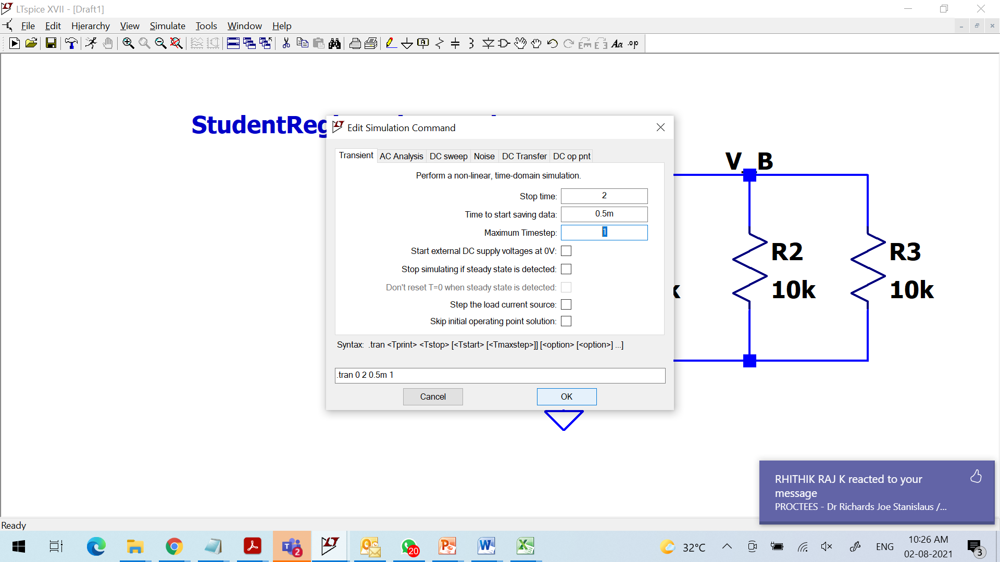 LTspice XVII - [Draft1]
File Edit Hierarchy View Simulate Tools Window Help
Aa .op
StudentReg
Edit Simulation Command
Transient AC Analysis DC sweep Noise DC Transfer DC op pnt
Perform a non-linear, time-domain simulation.
Stop time: 2
Time to start saving data: 0.5m
Maximum Timestep: 1
Start external DC supply voltages at 0V:
Stop simulating if steady state is detected:
Don't reset T=0 when steady state is detected:
Step the load current source:
Skip initial operating point solution:
Syntax: .tran <Tprint> <Tstop> [<Tstart> [<Tmaxstep>]] [<option> [<option>] ...]
.tran 0 2 0.5m 1
Cancel OK
V_B
R2
10k
R3
10k
k
RHITHIK RAJ K reacted to your
message
PROCTEES - Dr Richards Joe Stanislaus /...
Ready
2
20
32°C
ENG
10:26 AM
02-08-2021
3